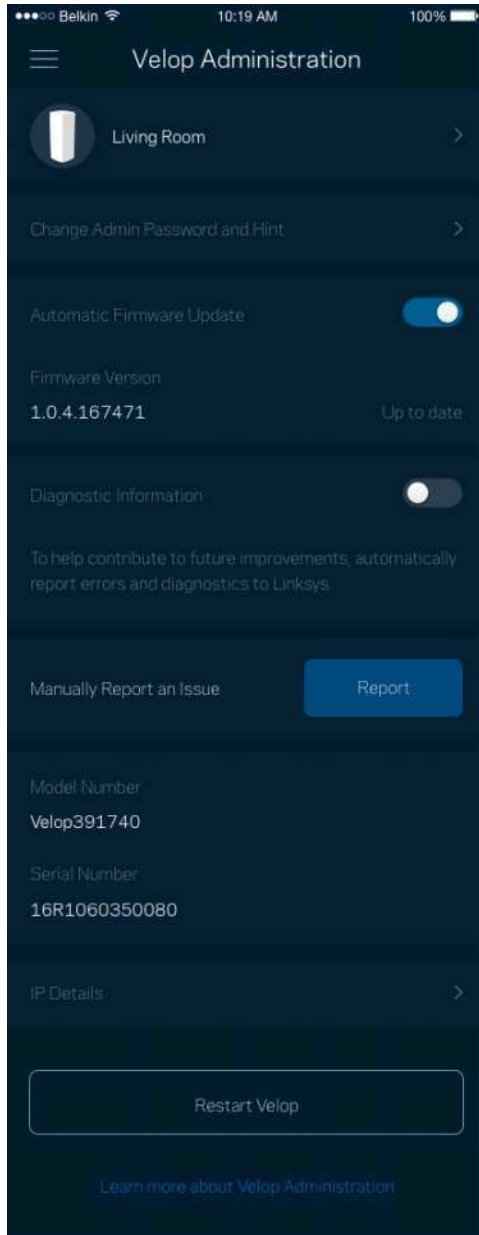 Belkin 10:19 AM 100%
Velop Administration
Living Room
Change Admin Password and Hint
Automatic Firmware Update
Firmware Version
1.0.4.167471 Up to date
Diagnostic Information
To help contribute to future improvements, automatically
report errors and diagnostics to Linksys.
Manually Report an Issue Report
Model Number
Velop391740
Serial Number
16R1060350080
IP Details
Restart Velop
Learn more about Velop Administration